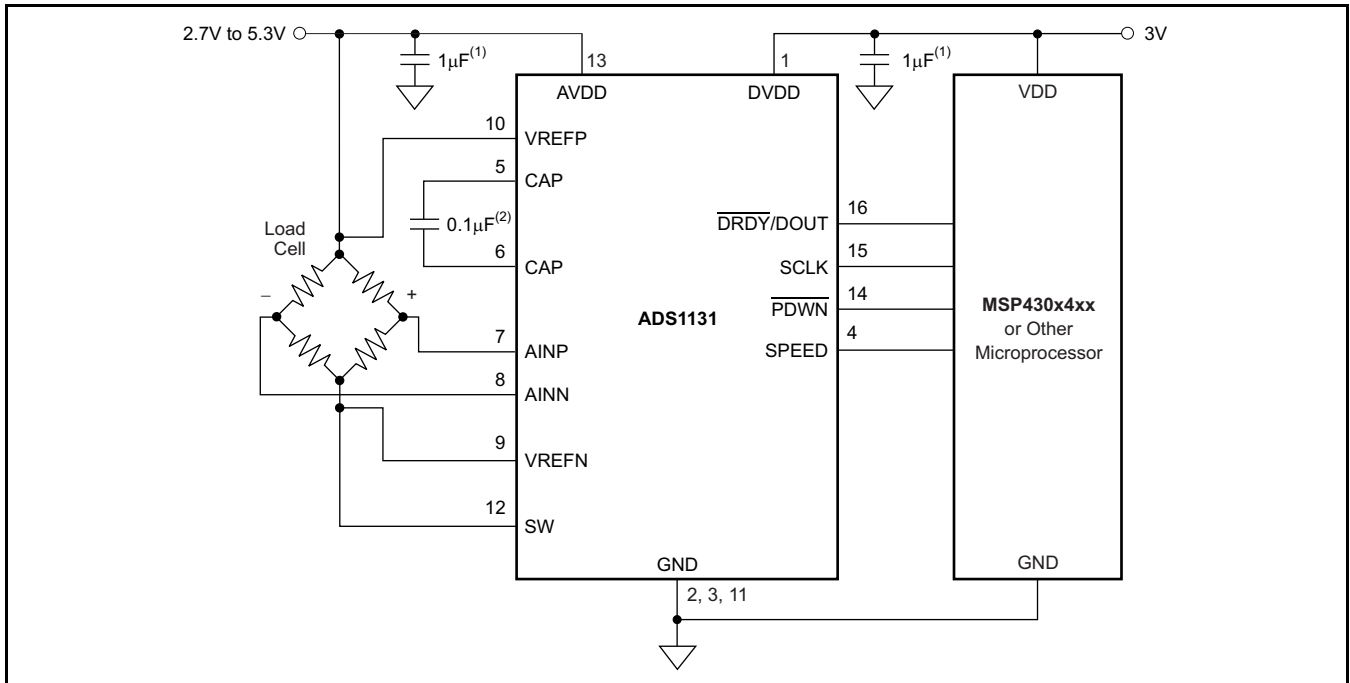 2.7V to 5.3V
1μF(1)
13
1
1μF(1)
3V
AVDD
DVDD
VDD
10
VREFP
5
CAP
0.1μF(2)
6
CAP
Load
Cell
–
+
7
AINP
8
AINN
9
VREFN
12
SW
ADS1131
16
DRDY/DOUT
15
SCLK
14
PDWN
4
SPEED
MSP430x4xx
or Other
Microprocessor
GND
GND
2, 3, 11